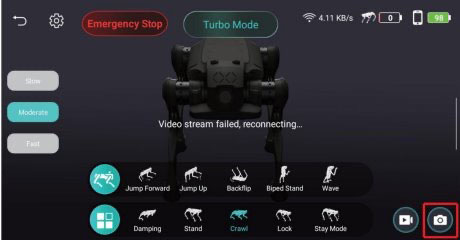 Emergency Stop
Turbo Mode
4.11 KB/s
0
98
Slow
Moderate
Fast
Video stream failed, reconnecting...
Jump Forward Jump Up Backflip Biped Stand Wave
Damping Stand Crawl Lock Stay Mode